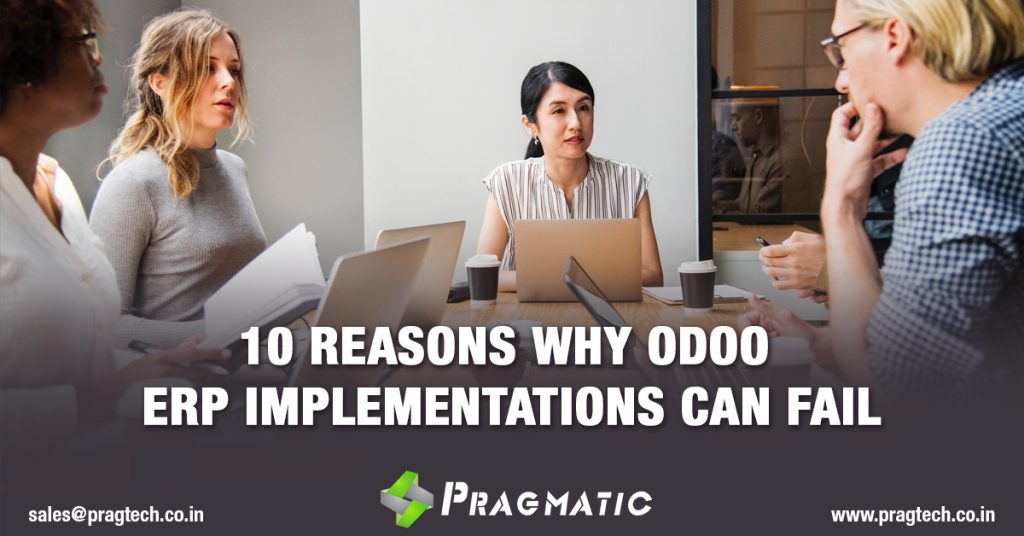 10 REASONS WHY ODOO
ERP IMPLEMENTATIONS CAN FAIL
PRAGMATIC
sales@pragtech.co.in
www.pragtech.co.in